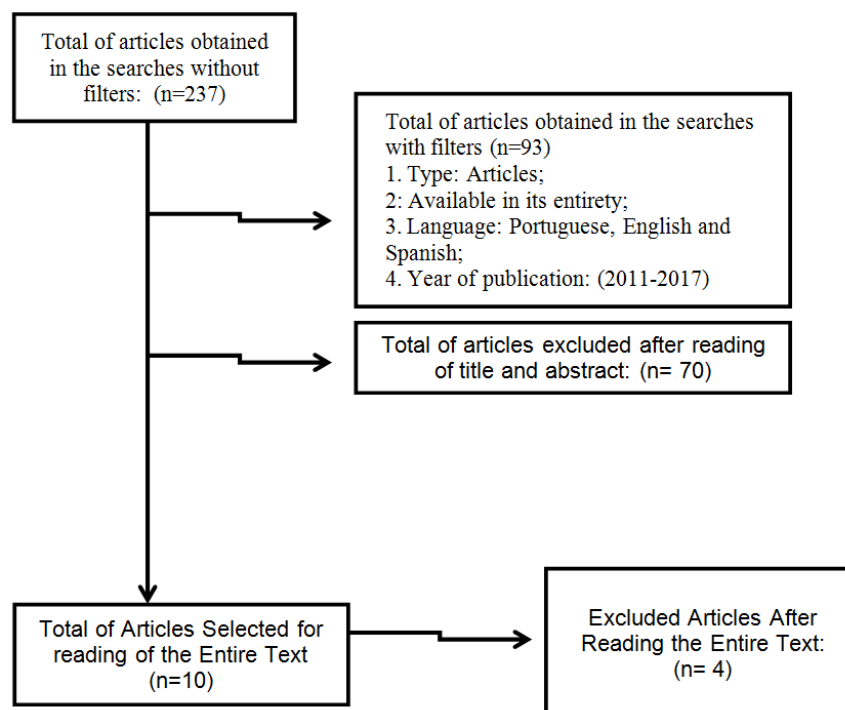 Total of articles obtained
in the searches without
filters: (n=237)
Total of articles obtained in the searches
with filters (n=93)
1. Type: Articles;
2: Available in its entirety;
3. Language: Portuguese, English and
Spanish;
4. Year of publication: (2011-2017)
Total of articles excluded after reading
of title and abstract: (n= 70)
Total of Articles Selected for
reading of the Entire Text
(n=10)
Excluded Articles After
Reading the Entire Text:
(n= 4)